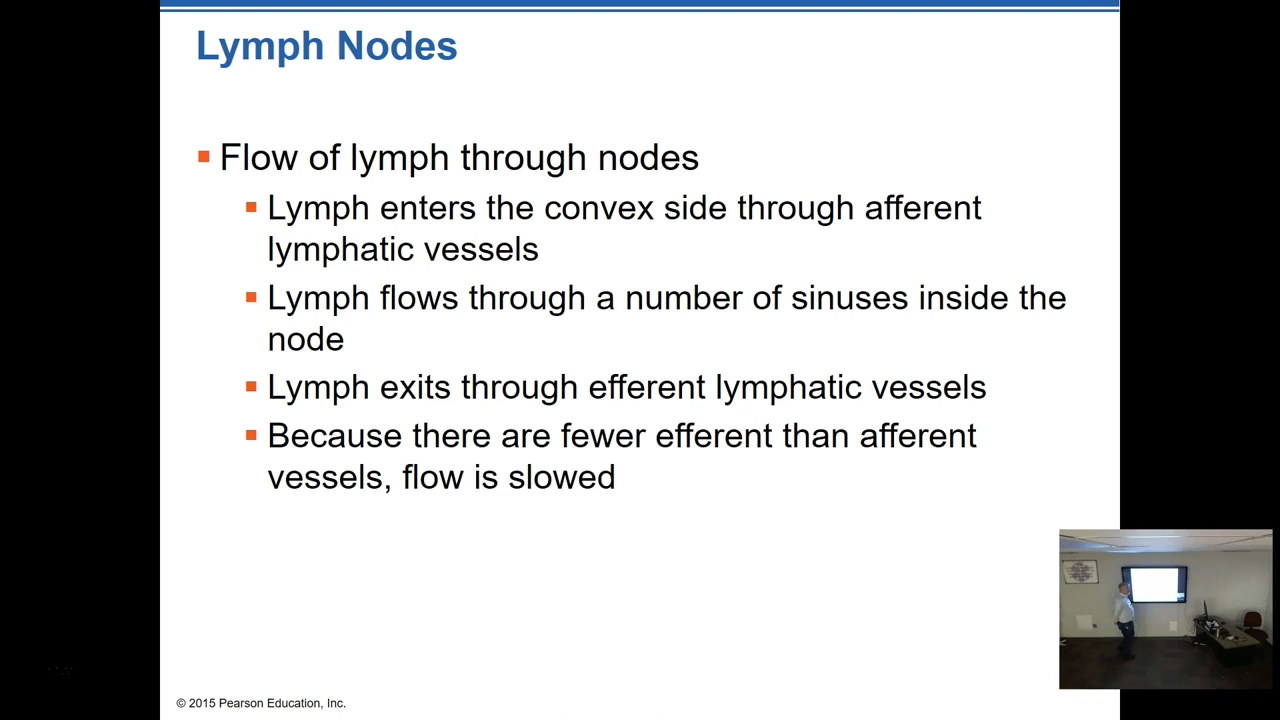 Lymph Nodes
Flow of lymph through nodes
Lymph enters the convex side through afferent
lymphatic vessels
Lymph flows through a number of sinuses inside the
node
Lymph exits through efferent lymphatic vessels
Because there are fewer efferent than afferent
vessels, flow is slowed
© 2015 Pearson Education, Inc.